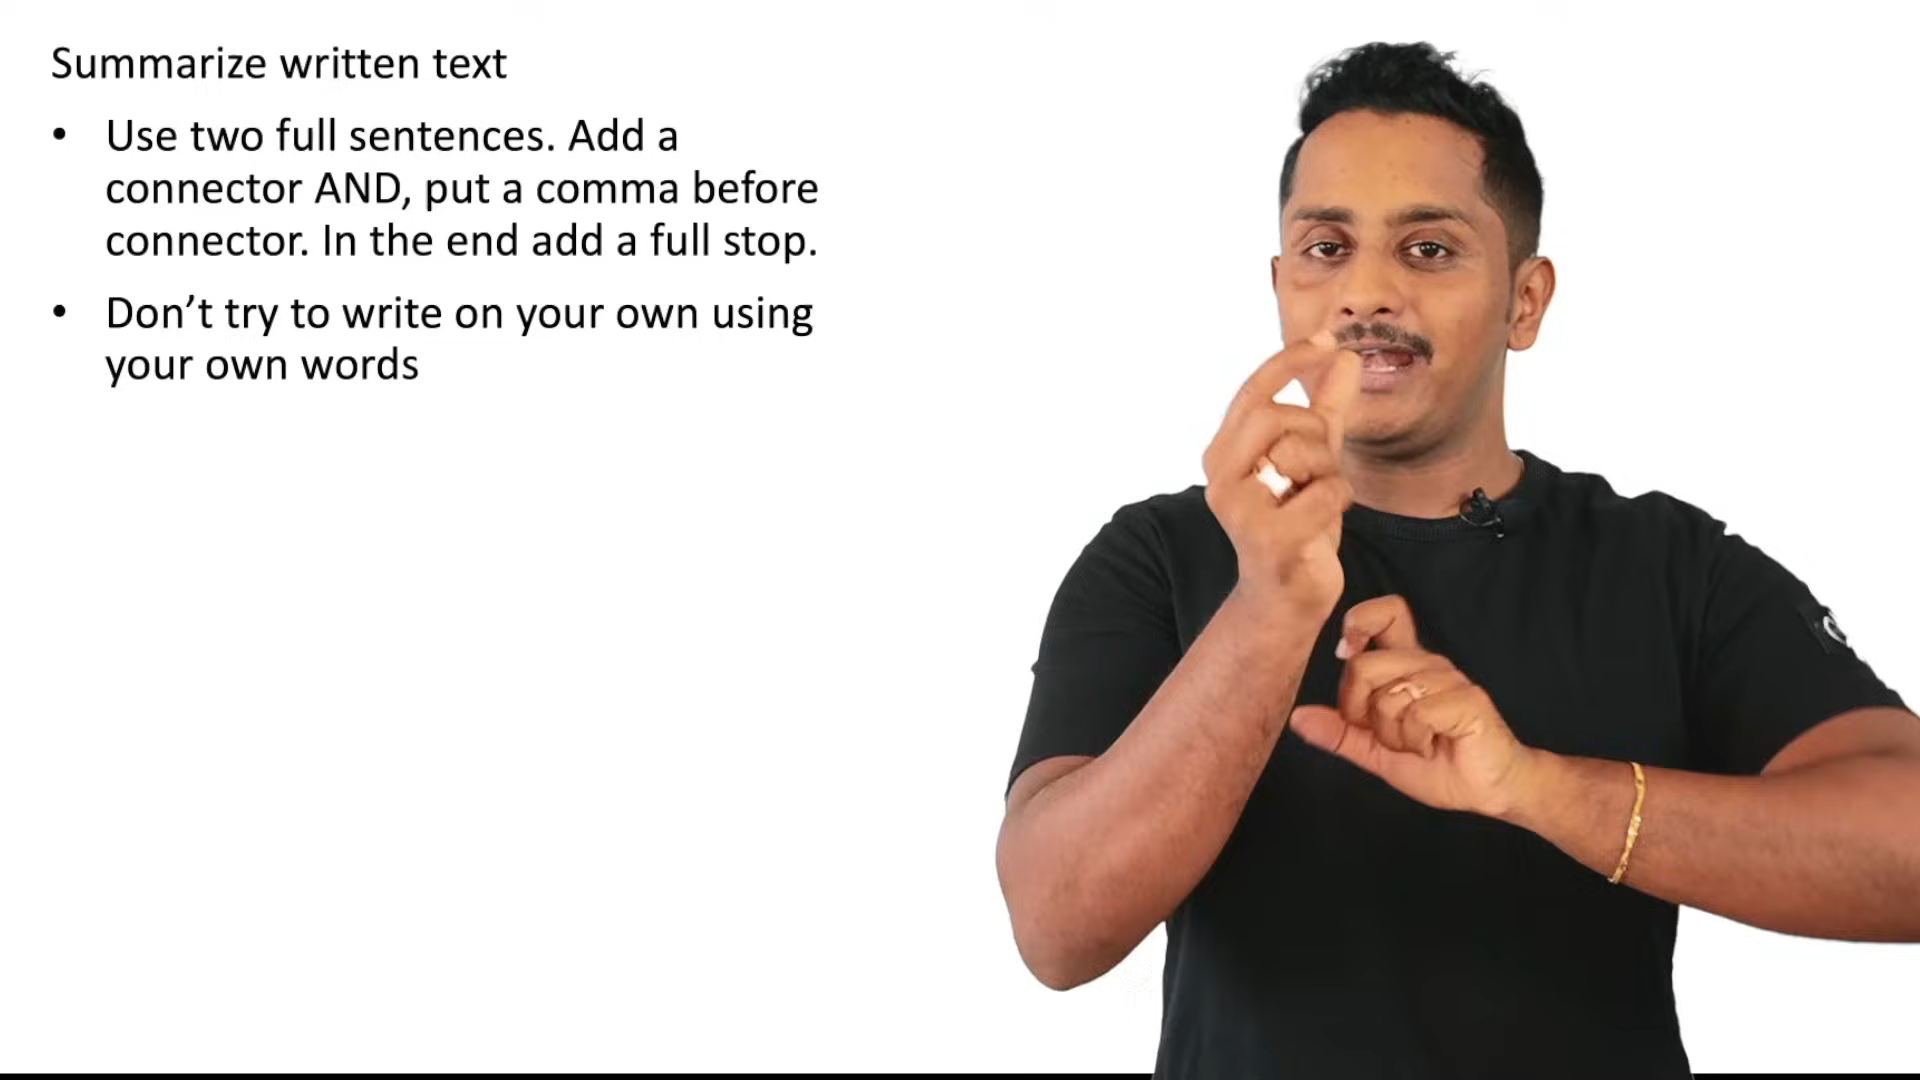 Summarize written text
• Use two full sentences. Add a
connector AND, put a comma before
connector. In the end add a full stop.
• Don’t try to write on your own using
your own words